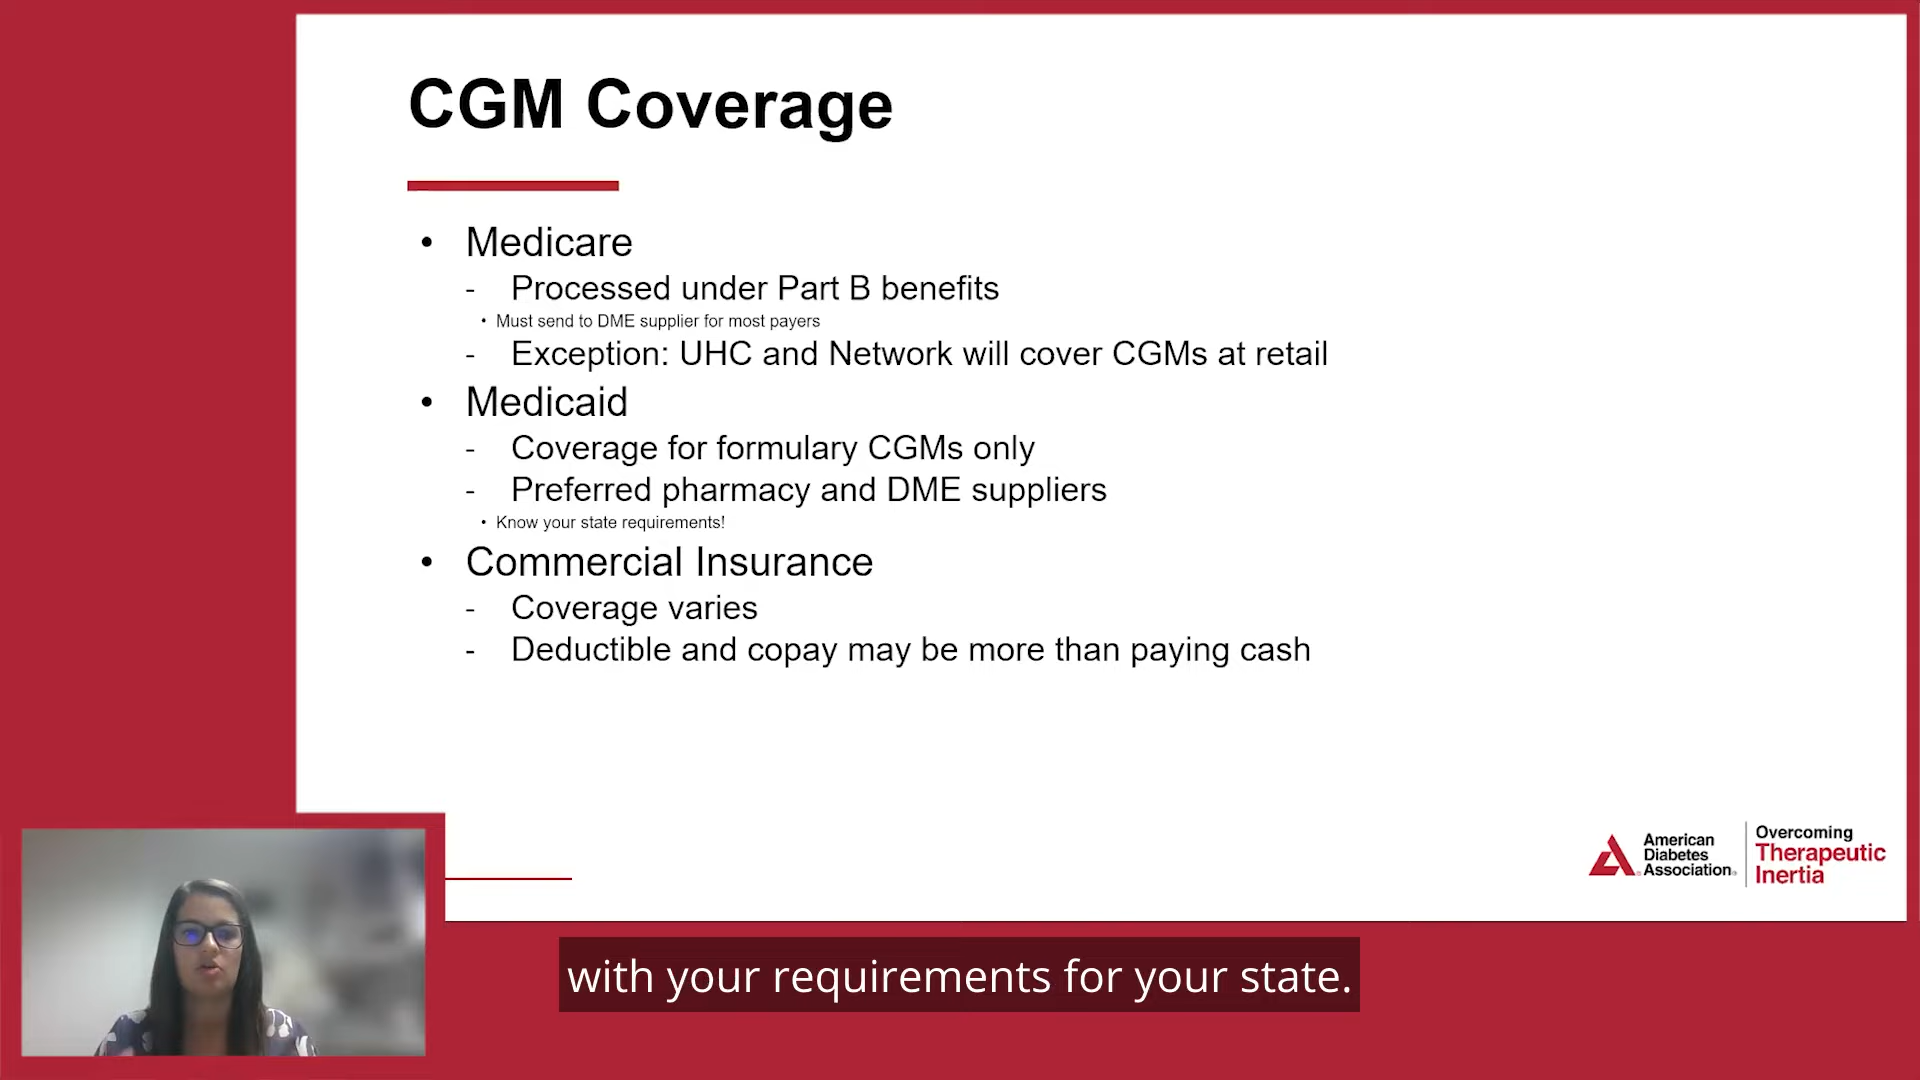 CGM Coverage
• Medicare
- Processed under Part B benefits
• Must send to DME supplier for most payers
- Exception: UHC and Network will cover CGMs at retail
• Medicaid
- Coverage for formulary CGMs only
- Preferred pharmacy and DME suppliers
• Know your state requirements!
• Commercial Insurance
- Coverage varies
- Deductible and copay may be more than paying cash
American
Diabetes
Association®
Overcoming
Therapeutic
Inertia
with your requirements for your state.